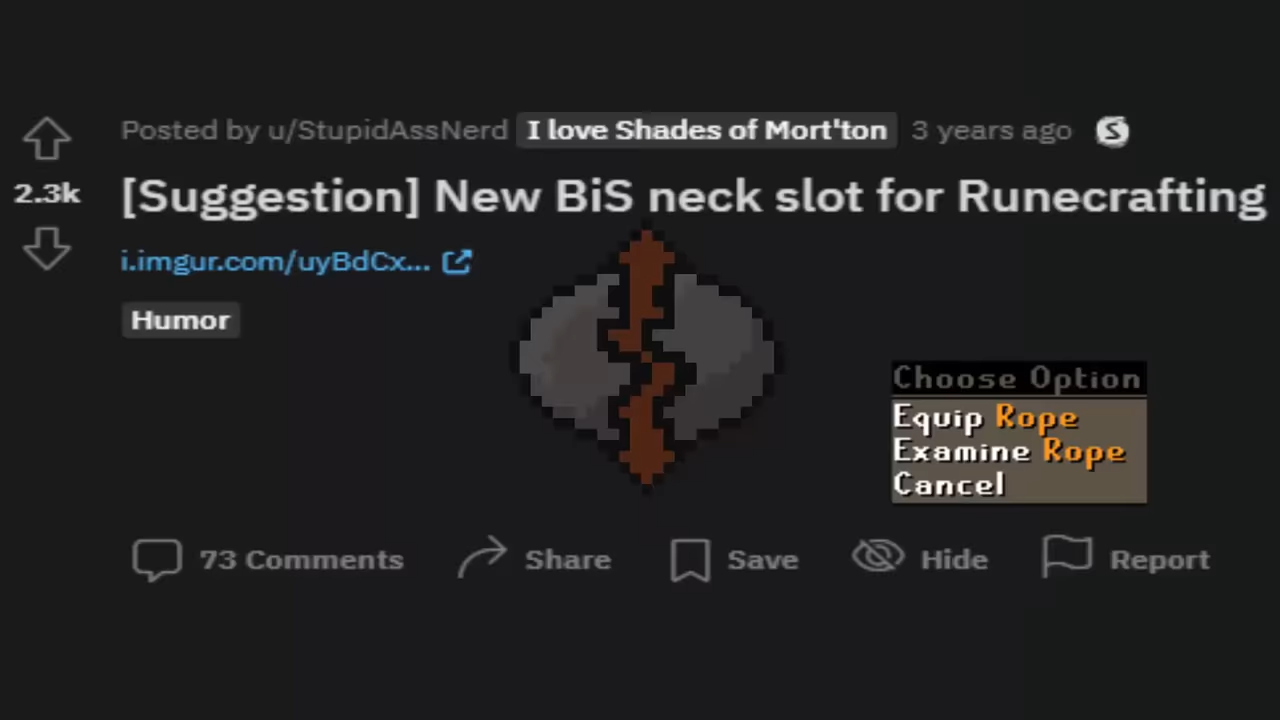 Posted by u/StupidAssNerd I love Shades of Mort'ton 3 years ago
2.3k
[Suggestion] New BiS neck slot for Runecrafting
i.imgur.com/uyBdCx...
Humor
Choose Option
Equip Rope
Examine Rope
Cancel
73 Comments Share Save Hide Report